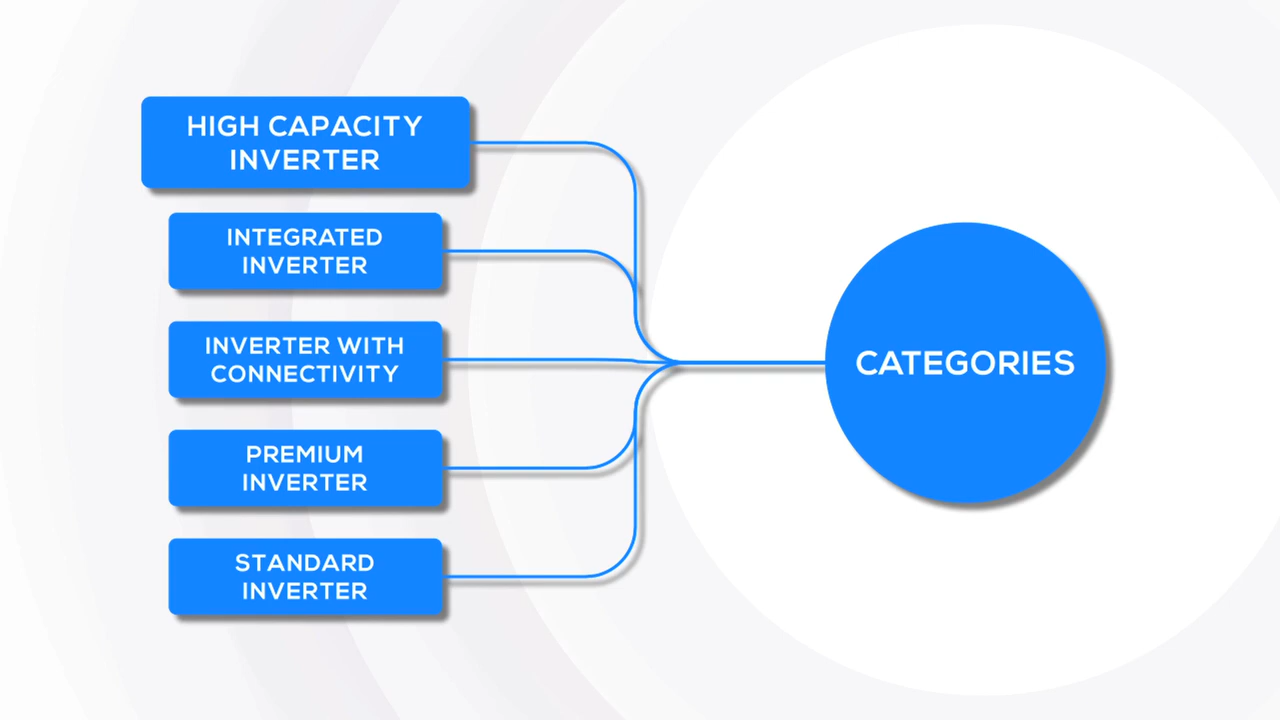 HIGH CAPACITY
INVERTER
INTEGRATED
INVERTER
INVERTER WITH
CONNECTIVITY
PREMIUM
INVERTER
STANDARD
INVERTER
CATEGORIES